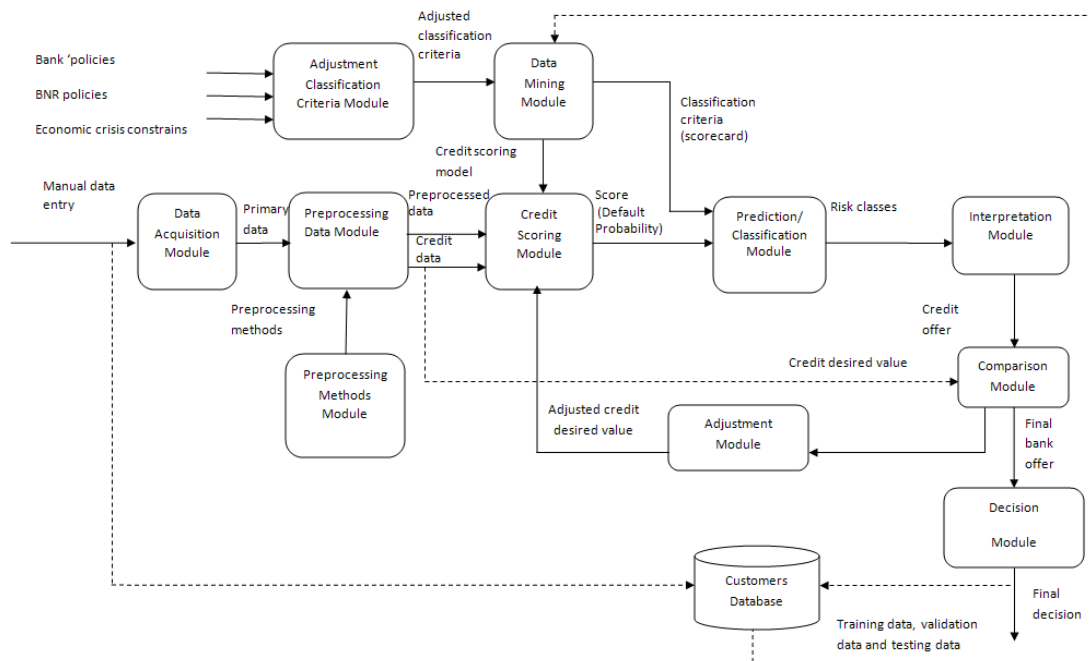 Adjusted
classification
criteria
Bank ‘policies
BNR policies
Economic crisis constrains
Adjustment
Classification
Criteria Module
Data
Mining
Module
Classification
criteria
(scorecard)
Credit scoring
model
Manual data
entry
Data
Acquisition
Module
Primary
data
Preprocessing
Data Module
Preprocessed
data
Credit
data
Credit
Scoring
Module
Score
(Default
Probability)
Prediction/
Classification
Module
Risk classes
Interpretation
Module
Preprocessing
methods
Preprocessing
Methods
Module
Credit
offer
Credit desired value
Comparison
Module
Adjusted credit
desired value
Adjustment
Module
Final
bank
offer
Decision
Module
Customers
Database
Final
decision
Training data, validation
data and testing data